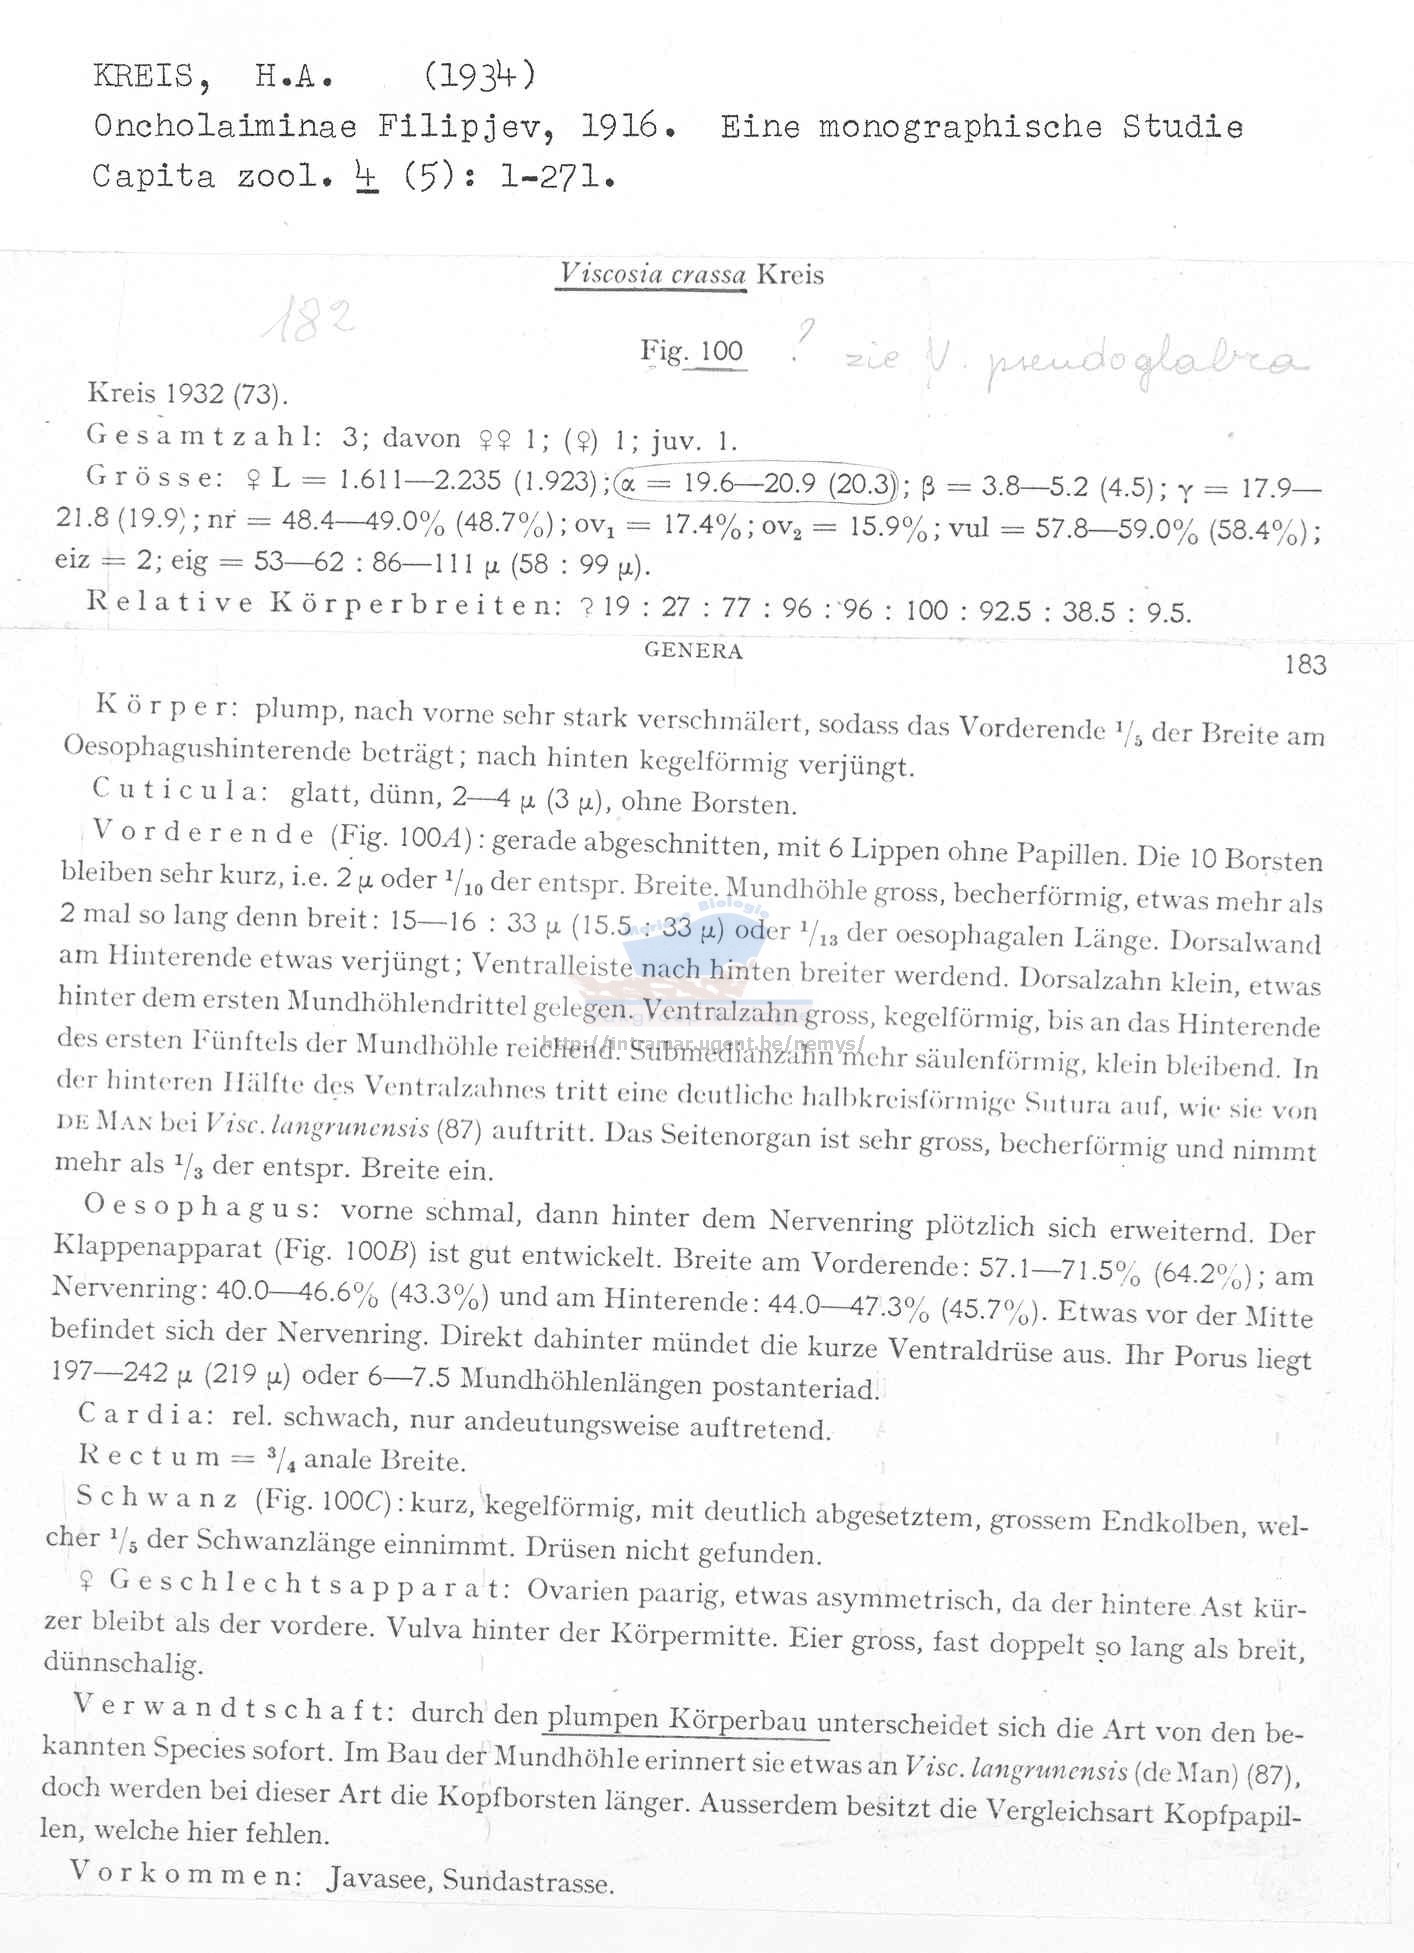 KREIS, H.A. (1934)
Oncholaiminae Filipjev, 1916. Eine monographische Studie
Capita zool. 4 (5): 1-271.
Viscosia crassa Kreis
182
Fig. 100 ? zie V. pseudoglabra
Kreis 1932 (73).
Gesamtzahl: 3; davon ♀♀ 1; (♀) 1; juv. 1.
Grösse: ♀ L = 1.611—2.235 (1.923); α = 19.6—20.9 (20.3); β = 3.8—5.2 (4.5); γ = 17.9—
21.8 (19.9); nr = 48.4—49.0% (48.7%); ov₁ = 17.4%; ov₂ = 15.9%; vul = 57.8—59.0% (58.4%);
eiz = 2; eig = 53—62 : 86—111 µ (58 : 99 µ).
Relative Körperbreiten: ? 19 : 27 : 77 : 96 : 96 : 100 : 92.5 : 38.5 : 9.5.
GENERA 183
Körper: plump, nach vorne sehr stark verschmälert, sodass das Vorderende 1/5 der Breite am
Oesophagushinterende beträgt; nach hinten kegelförmig verjüngt.
Cuticula: glatt, dünn, 2—4 µ (3 µ), ohne Borsten.
Vorderende (Fig. 100A): gerade abgeschnitten, mit 6 Lippen ohne Papillen. Die 10 Borsten
bleiben sehr kurz, i.e. 2 µ oder 1/10 der entspr. Breite. Mundhöhle gross, becherförmig, etwas mehr als
2 mal so lang denn breit: 15—16 : 33 µ (15.5 : 33 µ) oder 1/13 der oesophagalen Länge. Dorsalwand
am Hinterende etwas verjüngt; Ventralleiste nach hinten breiter werdend. Dorsalzahn klein, etwas
hinter dem ersten Mundhöhlendrittel gelegen. Ventralzahn gross, kegelförmig, bis an das Hinterende
des ersten Fünftels der Mundhöhle reichend. Submedianzahn mehr säulenförmig, klein bleibend. In
http://intramar.ugent.be/nemys/
der hinteren Hälfte des Ventralzahnes tritt eine deutliche halbkreisförmige Sutura auf, wie sie von
DE MAN bei Visc. langrunensis (87) auftritt. Das Seitenorgan ist sehr gross, becherförmig und nimmt
mehr als 1/3 der entspr. Breite ein.
Oesophagus: vorne schmal, dann hinter dem Nervenring plötzlich sich erweiternd. Der
Klappenapparat (Fig. 100B) ist gut entwickelt. Breite am Vorderende: 57.1—71.5% (64.2%); am
Nervenring: 40.0—46.6% (43.3%) und am Hinterende: 44.0—47.3% (45.7%). Etwas vor der Mitte
befindet sich der Nervenring. Direkt dahinter mündet die kurze Ventraldrüse aus. Ihr Porus liegt
197—242 µ (219 µ) oder 6—7.5 Mundhöhlenlängen postanteriad.
Cardia: rel. schwach, nur andeutungsweise auftretend.
Rectum = 3/4 anale Breite.
Schwanz (Fig. 100C): kurz, kegelförmig, mit deutlich abgesetztem, grossem Endkolben, wel-
cher 1/5 der Schwanzlänge einnimmt. Drüsen nicht gefunden.
♀ Geschlechtsapparat: Ovarien paarig, etwas asymmetrisch, da der hintere Ast kür-
zer bleibt als der vordere. Vulva hinter der Körpermitte. Eier gross, fast doppelt so lang als breit,
dünnschalig.
Verwandtschaft: durch den plumpen Körperbau unterscheidet sich die Art von den be-
kannten Species sofort. Im Bau der Mundhöhle erinnert sie etwas an Visc. langrunensis (de Man) (87),
doch werden bei dieser Art die Kopfborsten länger. Ausserdem besitzt die Vergleichsart Kopfpapil-
len, welche hier fehlen.
Vorkommen: Javasee, Sundastrasse.